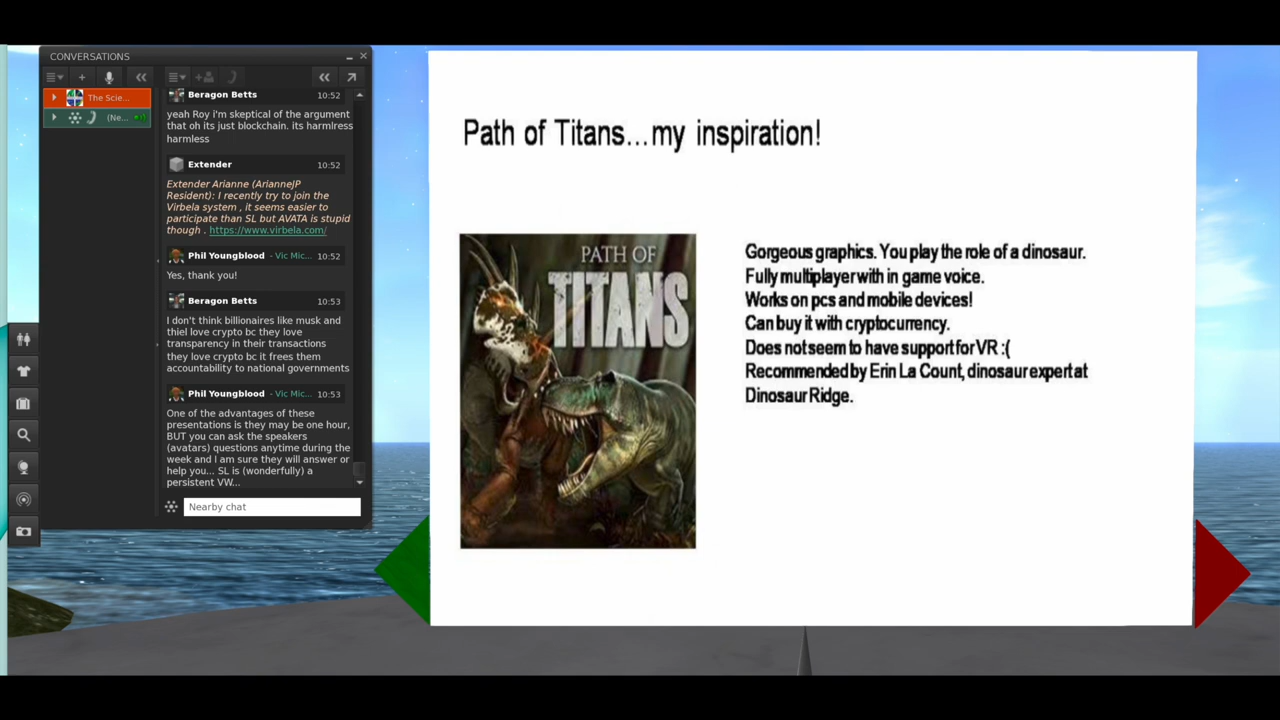 CONVERSATIONS
The Scie...
(Ne...
Beragon Betts 10:52
yeah Roy i'm skeptical of the argument
that oh its just blockchain. its harmlress
harmless
Extender 10:52
Extender Arianne (ArianneJP
Resident): I recently try to join the
Virbela system , it seems easier to
participate than SL but AVATA is stupid
though . https://www.virbela.com/
Phil Youngblood - Vic Mic... 10:52
Yes, thank you!
Beragon Betts 10:53
I don't think billionaires like musk and
thiel love crypto bc they love
transparency in their transactions
they love crypto bc it frees them
accountability to national governments
Phil Youngblood - Vic Mic... 10:53
One of the advantages of these
presentations is they may be one hour,
BUT you can ask the speakers
(avatars) questions anytime during the
week and I am sure they will answer or
help you... SL is (wonderfully) a
persistent VW...
Nearby chat
Path of Titans...my inspiration!
PATH OF
TITANS
Gorgeous graphics. You play the role of a dinosaur.
Fully multiplayer with in game voice.
Works on pcs and mobile devices!
Can buy it with cryptocurrency.
Does not seem to have support for VR :(
Recommended by Erin La Count, dinosaur expert at
Dinosaur Ridge.